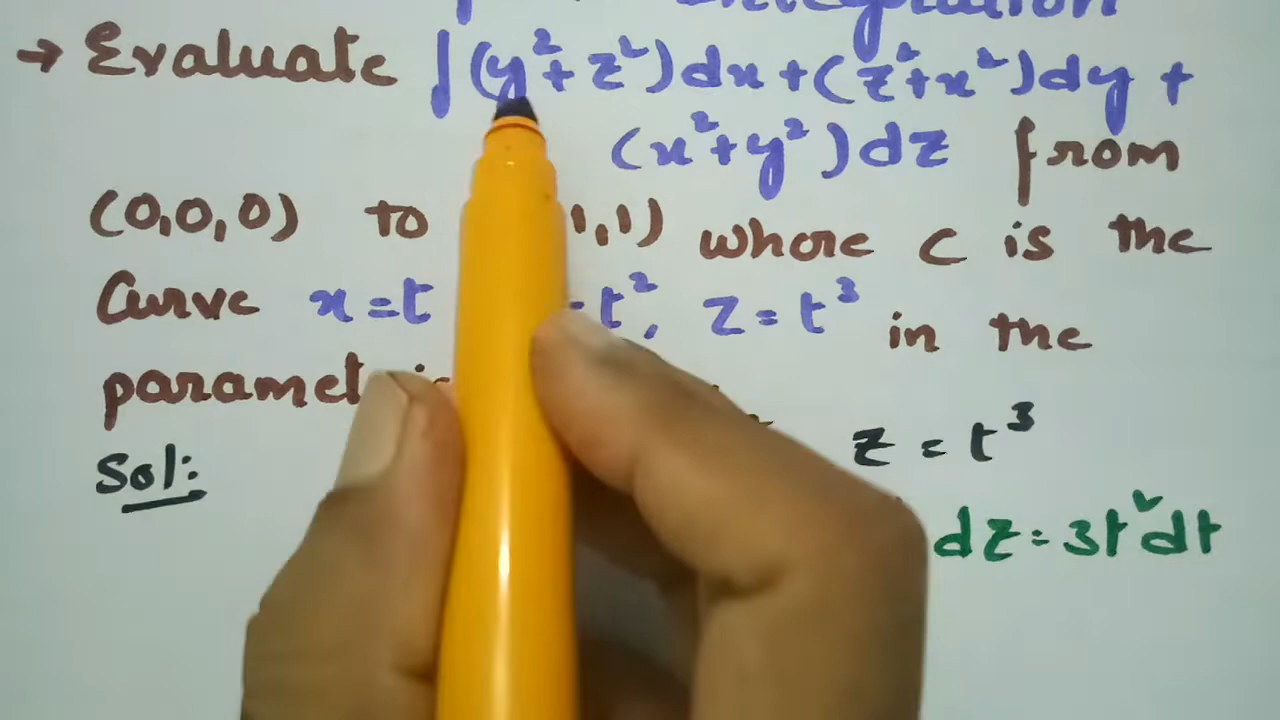 Integration
→ Evaluate ∫(y²+z²)dx+(z²+x²)dy+
(x²+y²)dz from
(0,0,0) to 1,1) where C is the
Curve x=t =t², z=t³ in the
z = t³
Sol:
dz=3t²dt